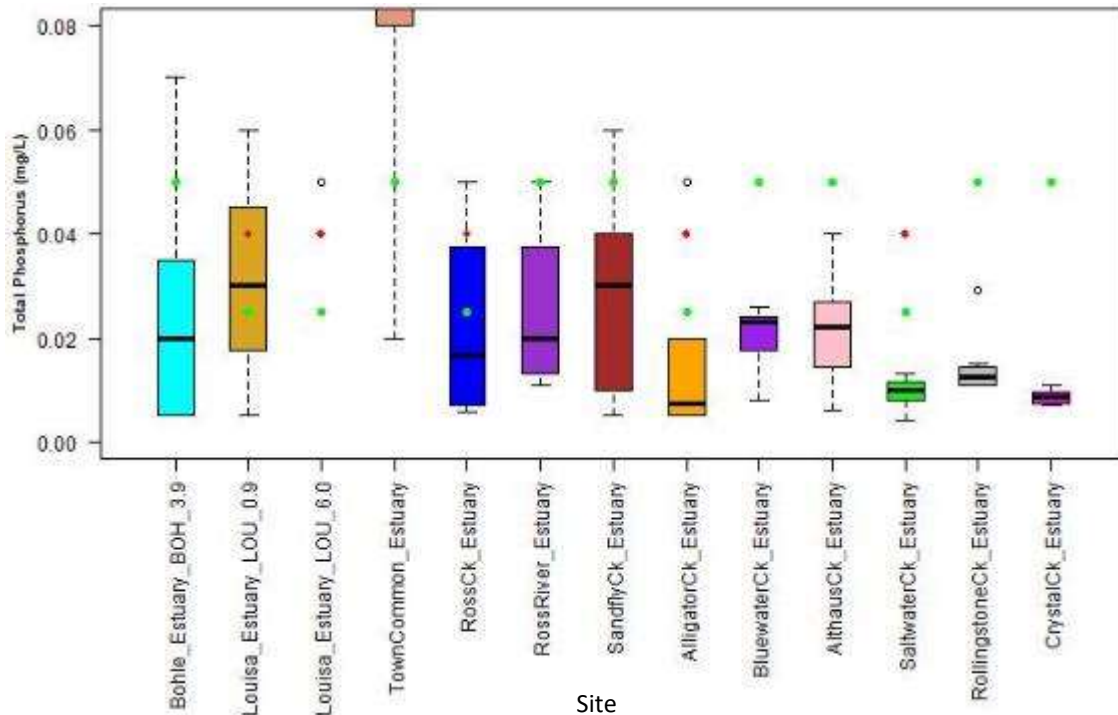 Total Phosphorus (mg/L)
0.08
0.06
0.04
0.02
0.00
Bohle_Estuary_BOH_3.9
Louisa_Estuary_LOU_0.9
Louisa_Estuary_LOU_6.0
TownCommon_Estuary
RossCk_Estuary
RossRiver_Estuary
SandflyCk_Estuary
AlligatorCk_Estuary
BluewaterCk_Estuary
AlthausCk_Estuary
SaltwaterCk_Estuary
RollingstoneCk_Estuary
CrystalCk_Estuary
Site